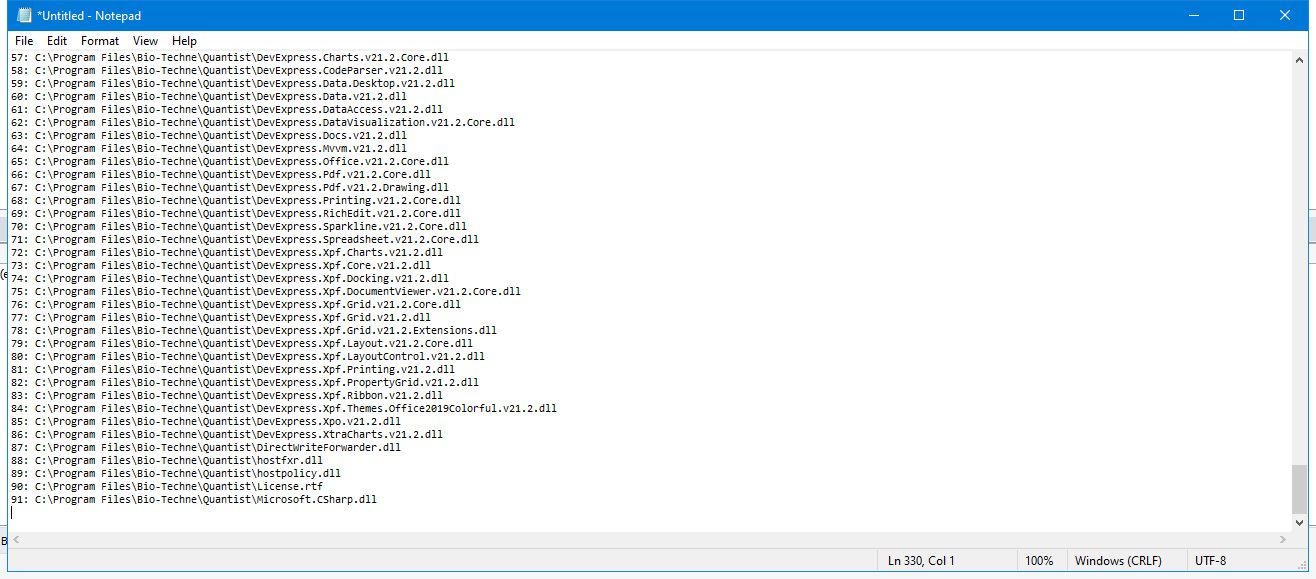 *Untitled - Notepad
File Edit Format View Help
57: C:\Program Files\Bio-Techne\Quantist\DevExpress.Charts.v21.2.Core.dll
58: C:\Program Files\Bio-Techne\Quantist\DevExpress.CodeParser.v21.2.dll
59: C:\Program Files\Bio-Techne\Quantist\DevExpress.Data.Desktop.v21.2.dll
60: C:\Program Files\Bio-Techne\Quantist\DevExpress.Data.v21.2.dll
61: C:\Program Files\Bio-Techne\Quantist\DevExpress.DataAccess.v21.2.dll
62: C:\Program Files\Bio-Techne\Quantist\DevExpress.DataVisualization.v21.2.Core.dll
63: C:\Program Files\Bio-Techne\Quantist\DevExpress.Docs.v21.2.dll
64: C:\Program Files\Bio-Techne\Quantist\DevExpress.Mvvm.v21.2.dll
65: C:\Program Files\Bio-Techne\Quantist\DevExpress.Office.v21.2.Core.dll
66: C:\Program Files\Bio-Techne\Quantist\DevExpress.Pdf.v21.2.Core.dll
67: C:\Program Files\Bio-Techne\Quantist\DevExpress.Pdf.v21.2.Drawing.dll
68: C:\Program Files\Bio-Techne\Quantist\DevExpress.Printing.v21.2.Core.dll
69: C:\Program Files\Bio-Techne\Quantist\DevExpress.RichEdit.v21.2.Core.dll
70: C:\Program Files\Bio-Techne\Quantist\DevExpress.Sparkline.v21.2.Core.dll
71: C:\Program Files\Bio-Techne\Quantist\DevExpress.Spreadsheet.v21.2.Core.dll
72: C:\Program Files\Bio-Techne\Quantist\DevExpress.Xpf.Charts.v21.2.dll
73: C:\Program Files\Bio-Techne\Quantist\DevExpress.Xpf.Core.v21.2.dll
74: C:\Program Files\Bio-Techne\Quantist\DevExpress.Xpf.Docking.v21.2.dll
75: C:\Program Files\Bio-Techne\Quantist\DevExpress.Xpf.DocumentViewer.v21.2.Core.dll
76: C:\Program Files\Bio-Techne\Quantist\DevExpress.Xpf.Grid.v21.2.Core.dll
77: C:\Program Files\Bio-Techne\Quantist\DevExpress.Xpf.Grid.v21.2.dll
78: C:\Program Files\Bio-Techne\Quantist\DevExpress.Xpf.Grid.v21.2.Extensions.dll
79: C:\Program Files\Bio-Techne\Quantist\DevExpress.Xpf.Layout.v21.2.Core.dll
80: C:\Program Files\Bio-Techne\Quantist\DevExpress.Xpf.LayoutControl.v21.2.dll
81: C:\Program Files\Bio-Techne\Quantist\DevExpress.Xpf.Printing.v21.2.dll
82: C:\Program Files\Bio-Techne\Quantist\DevExpress.Xpf.PropertyGrid.v21.2.dll
83: C:\Program Files\Bio-Techne\Quantist\DevExpress.Xpf.Ribbon.v21.2.dll
84: C:\Program Files\Bio-Techne\Quantist\DevExpress.Xpf.Themes.Office2019Colorful.v21.2.dll
85: C:\Program Files\Bio-Techne\Quantist\DevExpress.Xpo.v21.2.dll
86: C:\Program Files\Bio-Techne\Quantist\DevExpress.XtraCharts.v21.2.dll
87: C:\Program Files\Bio-Techne\Quantist\DirectWriteForwarder.dll
88: C:\Program Files\Bio-Techne\Quantist\hostfxr.dll
89: C:\Program Files\Bio-Techne\Quantist\hostpolicy.dll
90: C:\Program Files\Bio-Techne\Quantist\License.rtf
91: C:\Program Files\Bio-Techne\Quantist\Microsoft.CSharp.dll
Ln 330, Col 1 100% Windows (CRLF) UTF-8